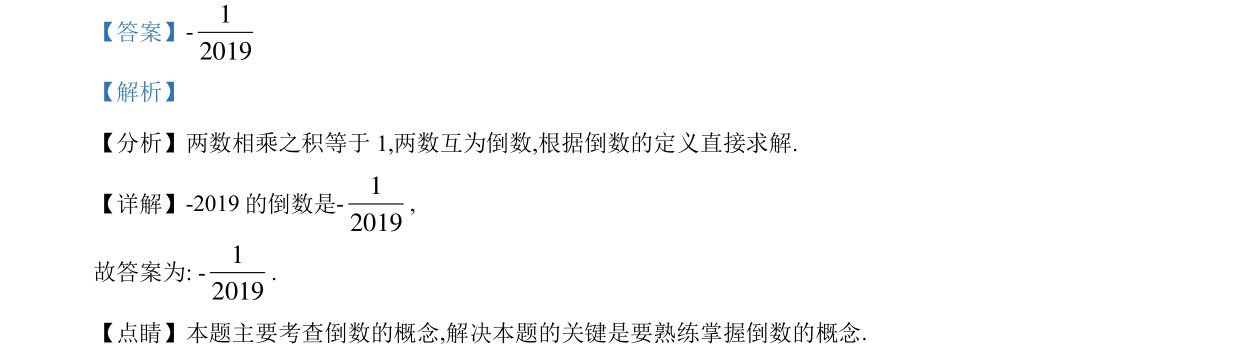 【答案】-1/2019
【解析】
【分析】两数相乘之积等于 1,两数互为倒数,根据倒数的定义直接求解.
【详解】-2019 的倒数是-1/2019,
故答案为: -1/2019.
【点睛】本题主要考查倒数的概念,解决本题的关键是要熟练掌握倒数的概念.